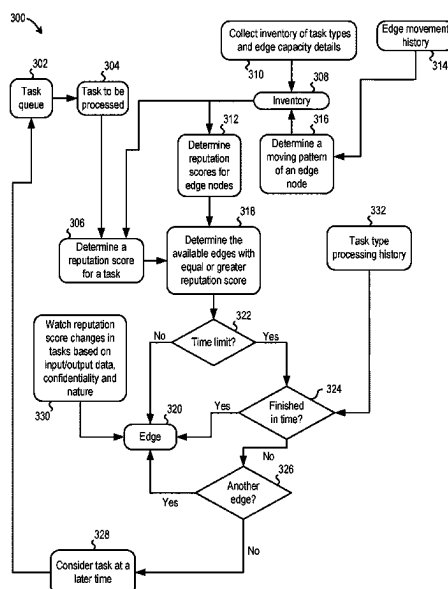 300
302
Task
queue
304
Task to be
processed
Collect inventory of task types
and edge capacity details
310
308
Inventory
Edge movement
history
314
312
Determine
reputation
scores for
edge nodes
316
Determine a
moving pattern
of an edge
node
306
Determine a
reputation score
for a task
318
Determine the
available edges with
equal or greater
reputation score
332
Task type
processing history
322
No
Time limit?
Yes
Watch reputation
score changes in
tasks based on
input/output data,
confidentiality and
nature
330
320
Edge
324
Yes
Finished
in time?
No
326
Another
edge?
Yes
No
328
Consider task at a
later time